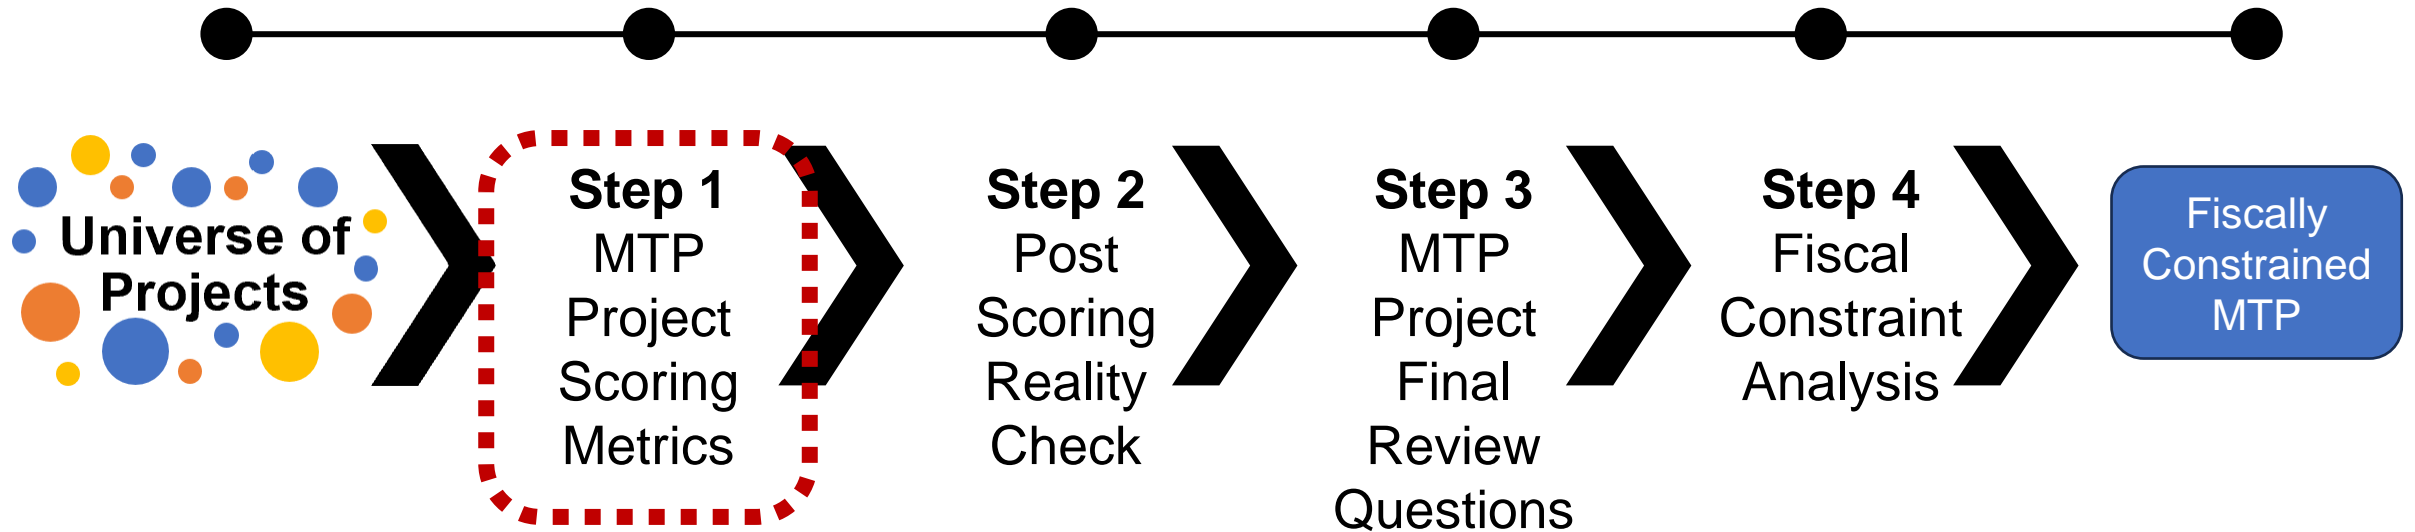 Universe of
Projects
Step 1
MTP
Project
Scoring
Metrics
Step 2
Post
Scoring
Reality
Check
Step 3
MTP
Project
Final
Review
Questions
Step 4
Fiscal
Constraint
Analysis
Fiscally
Constrained
MTP